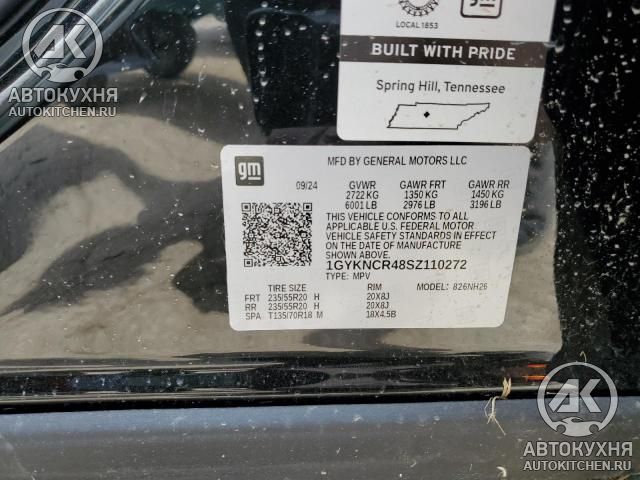 LOCAL 1853
gm
BUILT WITH PRIDE
Spring Hill, Tennessee
AK
АВТОКУХНЯ
AUTOKITCHEN.RU
gm
MFD BY GENERAL MOTORS LLC
09/24 GVWR GAWR FRT GAWR RR
2722 KG 1350 KG 1450 KG
6001 LB 2976 LB 3196 LB
THIS VEHICLE CONFORMS TO ALL
APPLICABLE U.S. FEDERAL MOTOR
VEHICLE SAFETY STANDARDS IN EFFECT
ON THE DATE OF MANUFACTURE
SHOWN ABOVE.
1GYKNCR48SZ110272
TYPE: MPV MODEL: 826NH26
TIRE SIZE RIM
FRT 235/55R20 H 20X8J
RR 235/55R20 H 20X8J
SPA T135/70R18 M 18X4.5B
AK
АВТОКУХНЯ
AUTOKITCHEN.RU